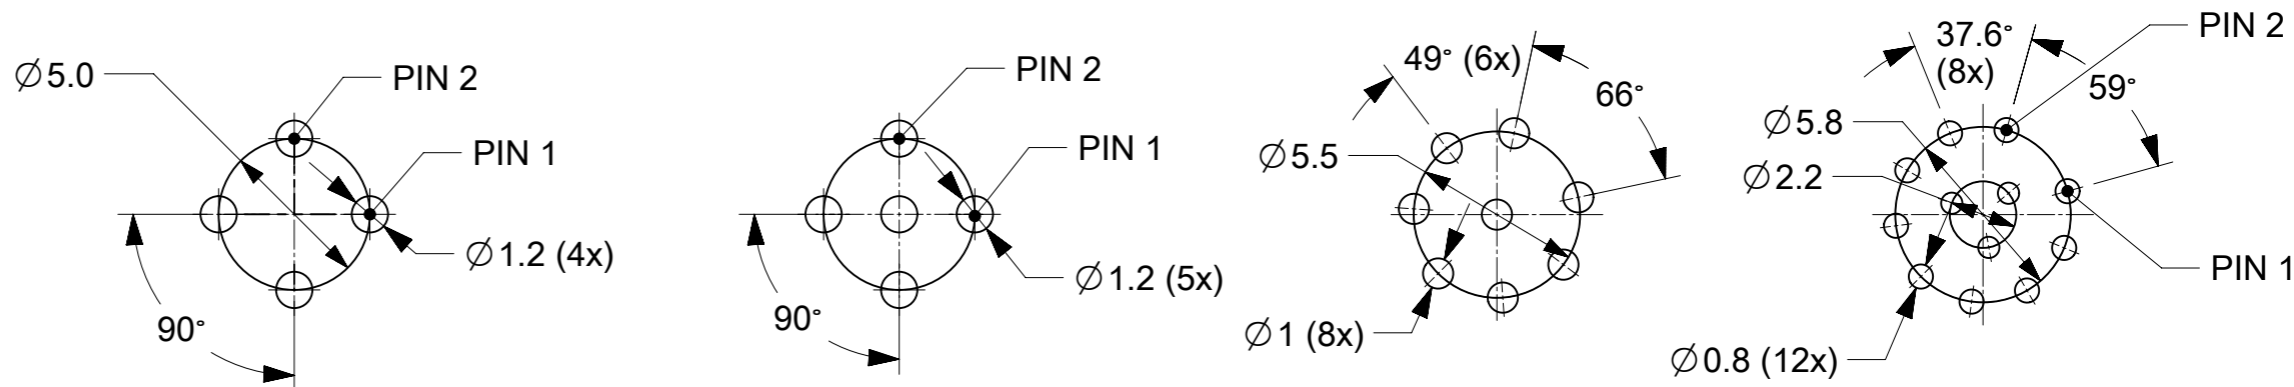 ∅5.0
PIN 2
PIN 1
∅1.2 (4x)
90°
PIN 2
PIN 1
∅1.2 (5x)
90°
49° (6x)
66°
∅5.5
∅1 (8x)
37.6°
(8x)
PIN 2
59°
∅5.8
∅2.2
PIN 1
∅0.8 (12x)